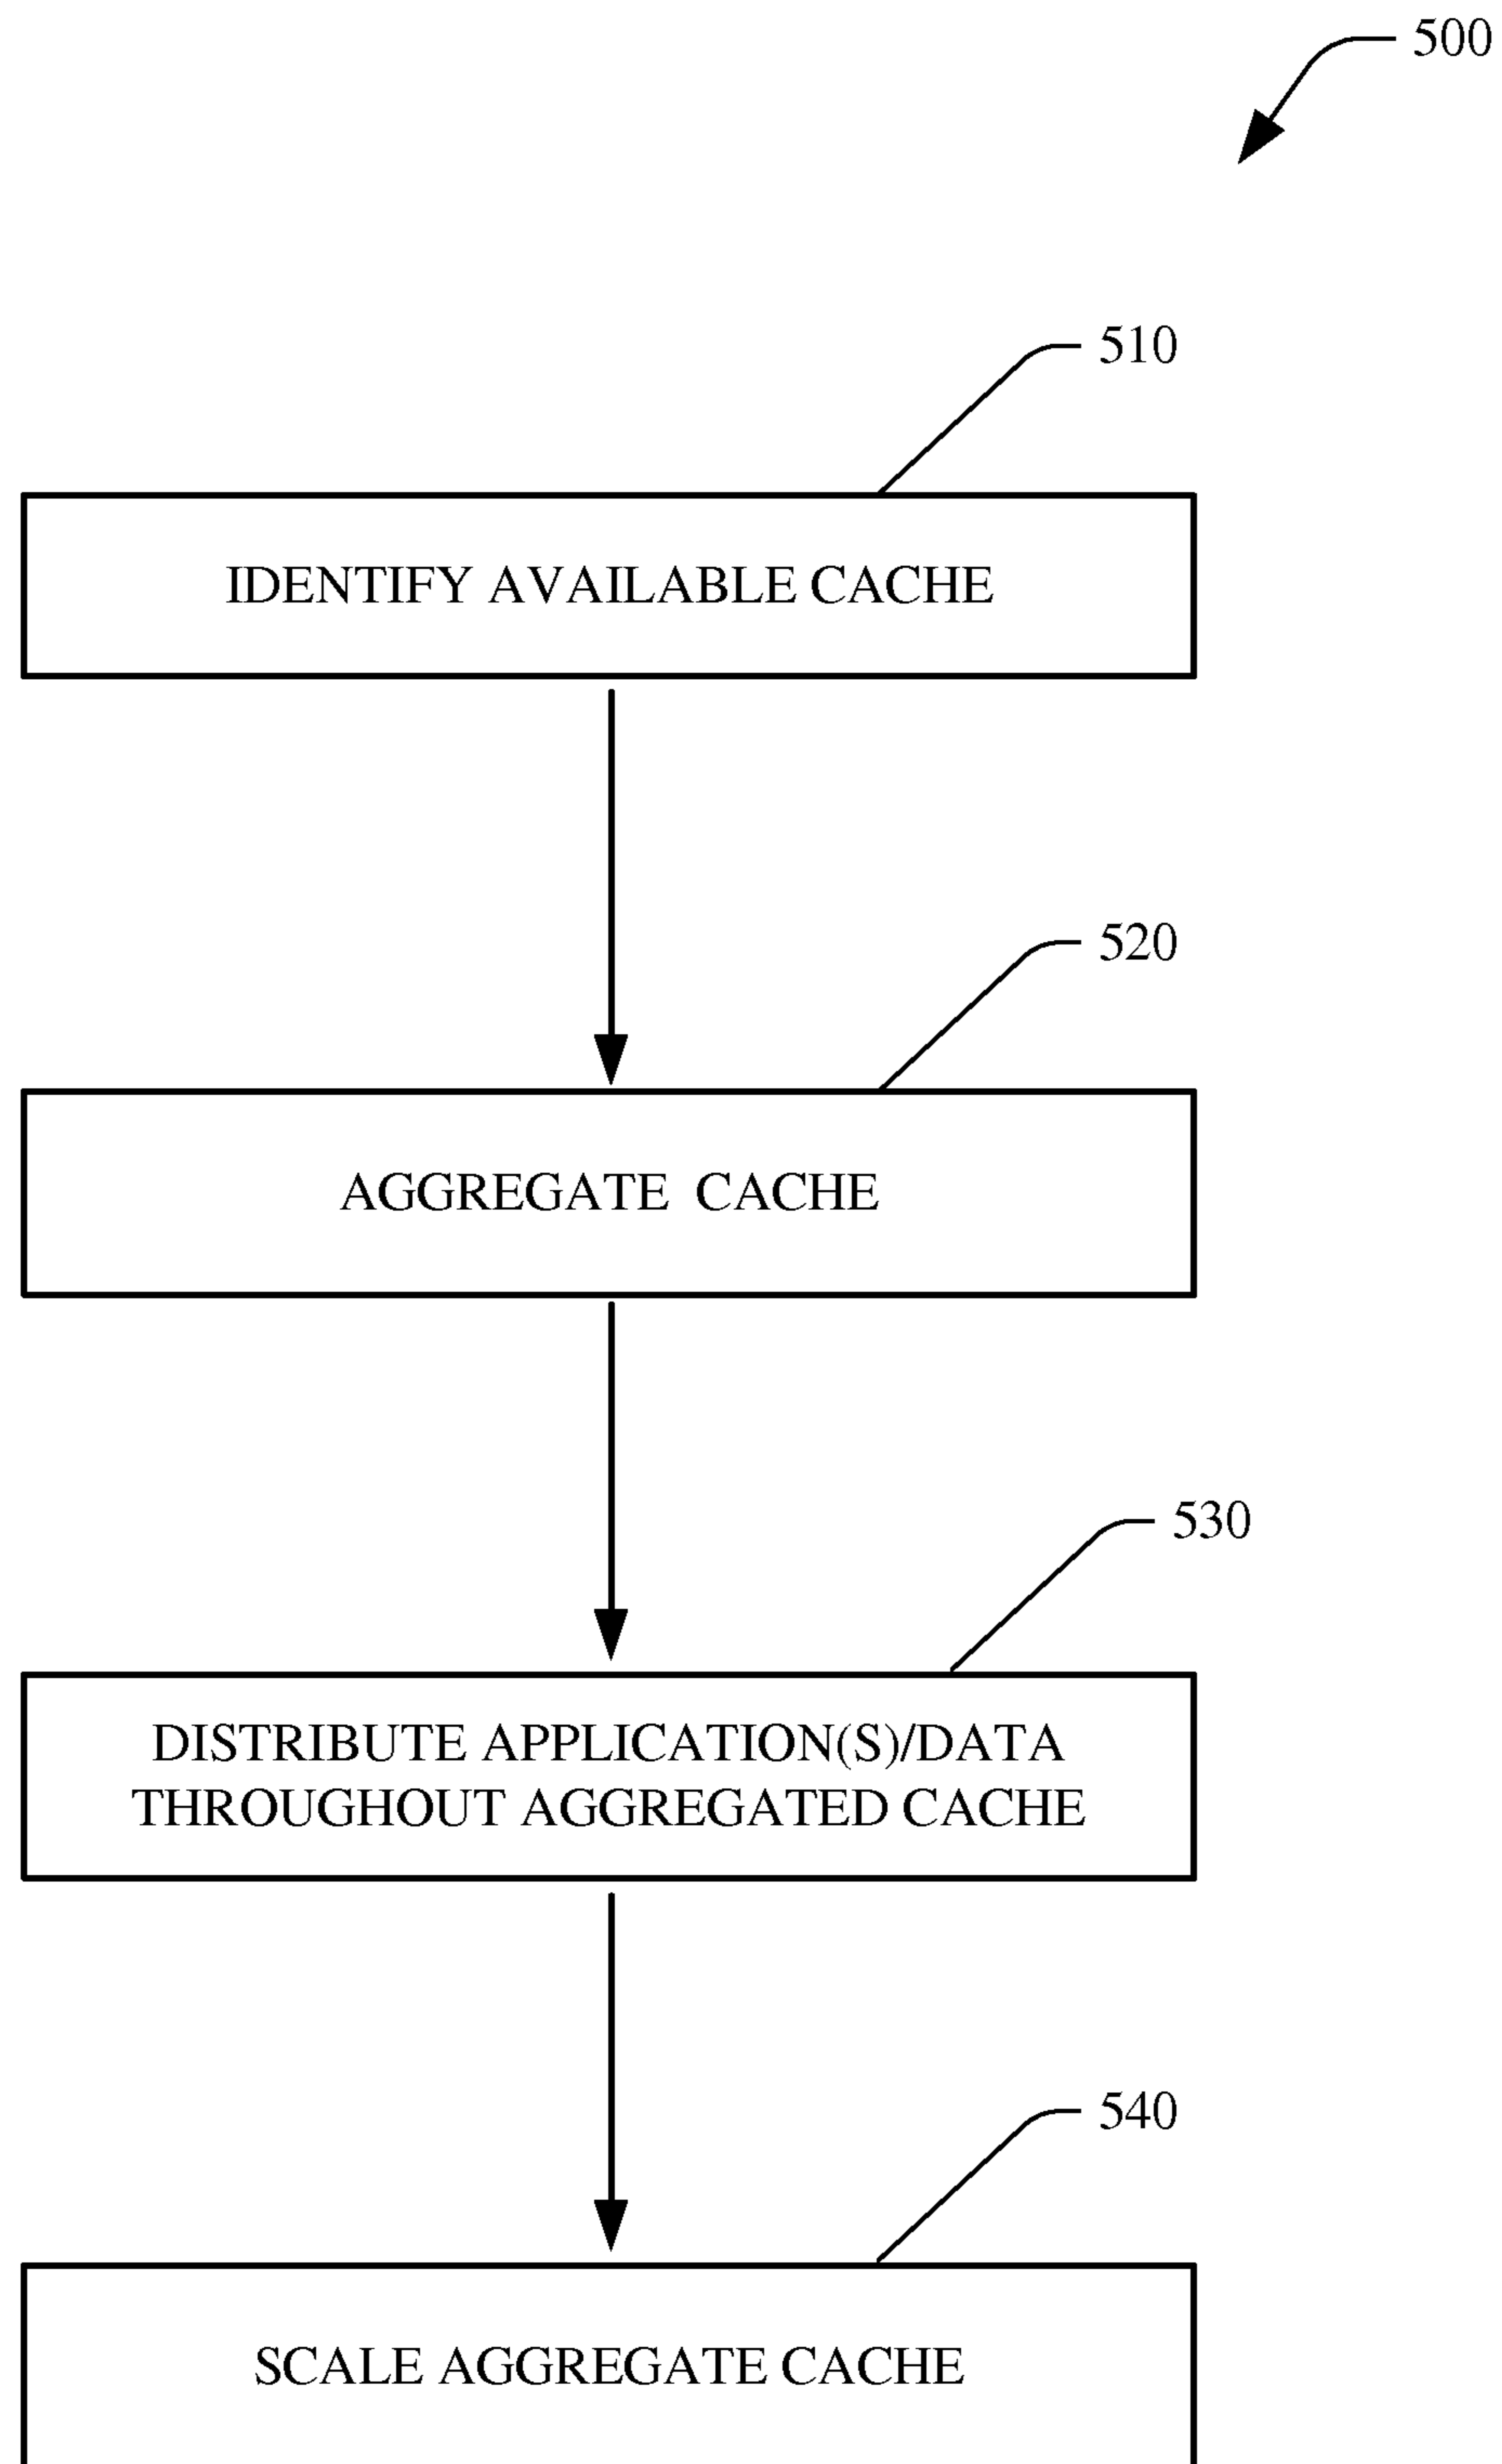 500
510
IDENTIFY AVAILABLE CACHE
520
AGGREGATE CACHE
530
DISTRIBUTE APPLICATION(S)/DATA
THROUGHOUT AGGREGATED CACHE
540
SCALE AGGREGATE CACHE